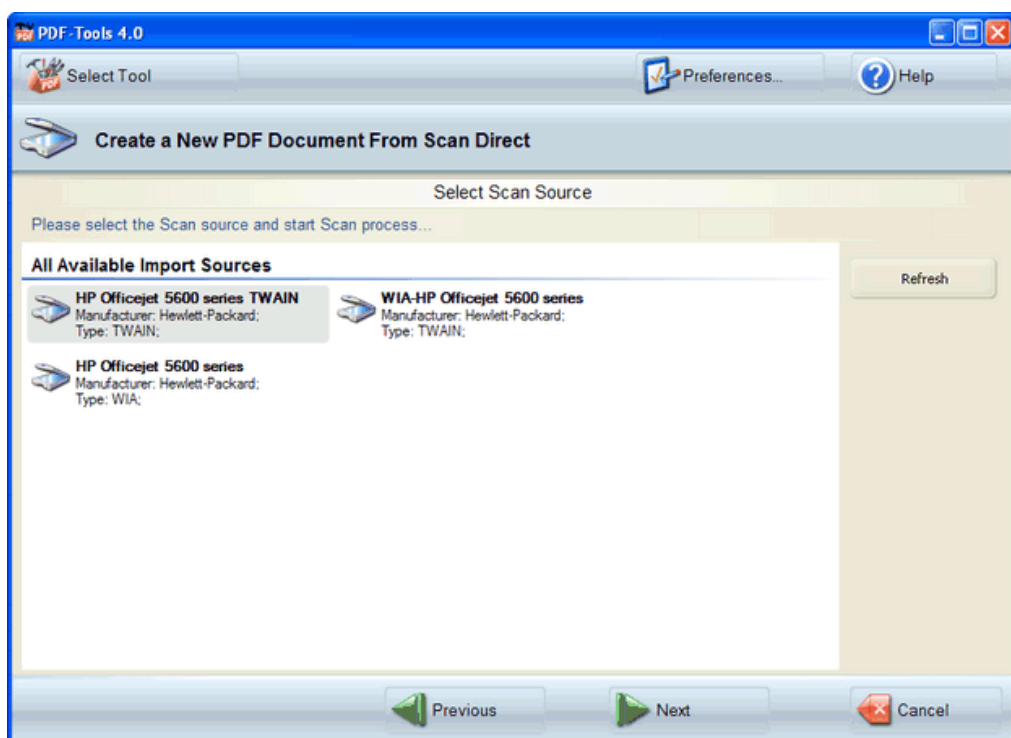 PDF-Tools 4.0
Select Tool
Preferences...
Help
Create a New PDF Document From Scan Direct
Select Scan Source
Please select the Scan source and start Scan process...
All Available Import Sources
HP Officejet 5600 series TWAIN
Manufacturer: Hewlett-Packard;
Type: TWAIN;
WIA-HP Officejet 5600 series
Manufacturer: Hewlett-Packard;
Type: TWAIN;
HP Officejet 5600 series
Manufacturer: Hewlett-Packard;
Type: WIA;
Refresh
Previous
Next
Cancel